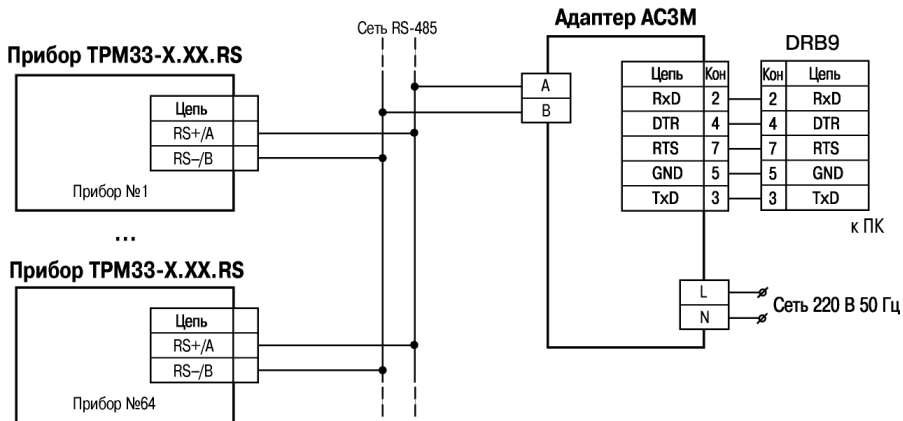 Сеть RS-485
Прибор ТРМ33-Х.ХХ.RS
Цепь
RS+/A
RS–/B
Прибор №1
...
Прибор ТРМ33-Х.ХХ.RS
Цепь
RS+/A
RS–/B
Прибор №64
Адаптер АС3М
A
B
Цепь Кон
RxD 2
DTR 4
RTS 7
GND 5
TxD 3
DRB9
Кон Цепь
2 RxD
4 DTR
7 RTS
5 GND
3 TxD
к ПК
L
N
Сеть 220 В 50 Гц